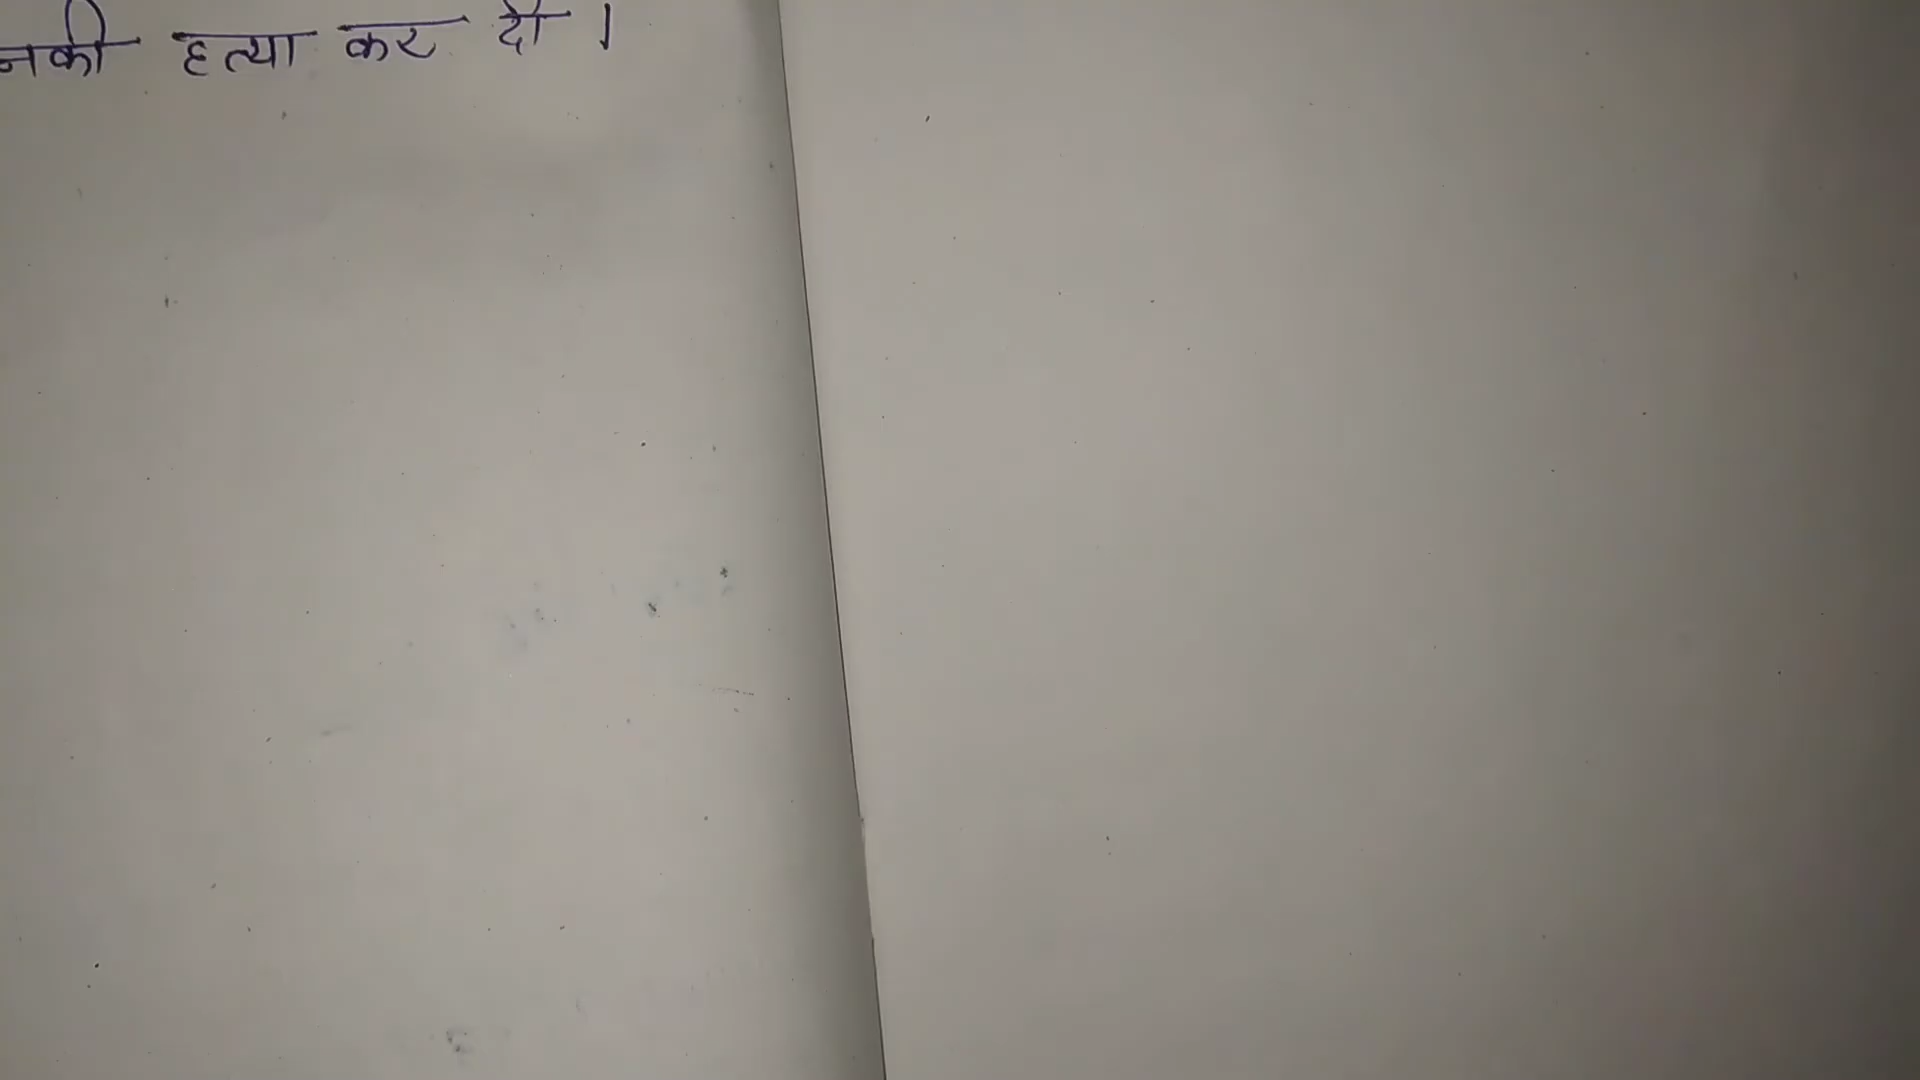 नकी हत्या कर दी ।